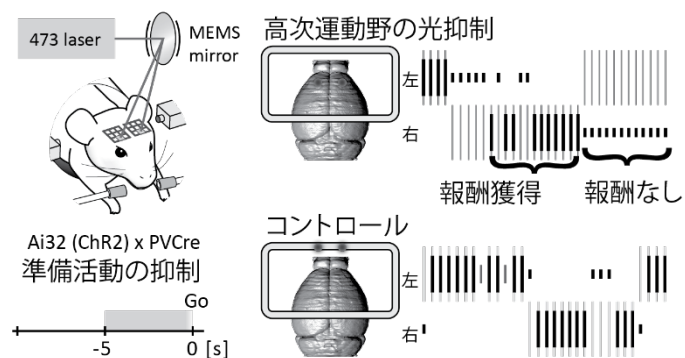 473 laser
MEMS
mirror
Ai32 (ChR2) x PVCre
準備活動の抑制
Go
-5
0 [s]
高次運動野の光抑制
左
右
報酬獲得
報酬なし
コントロール
左
右